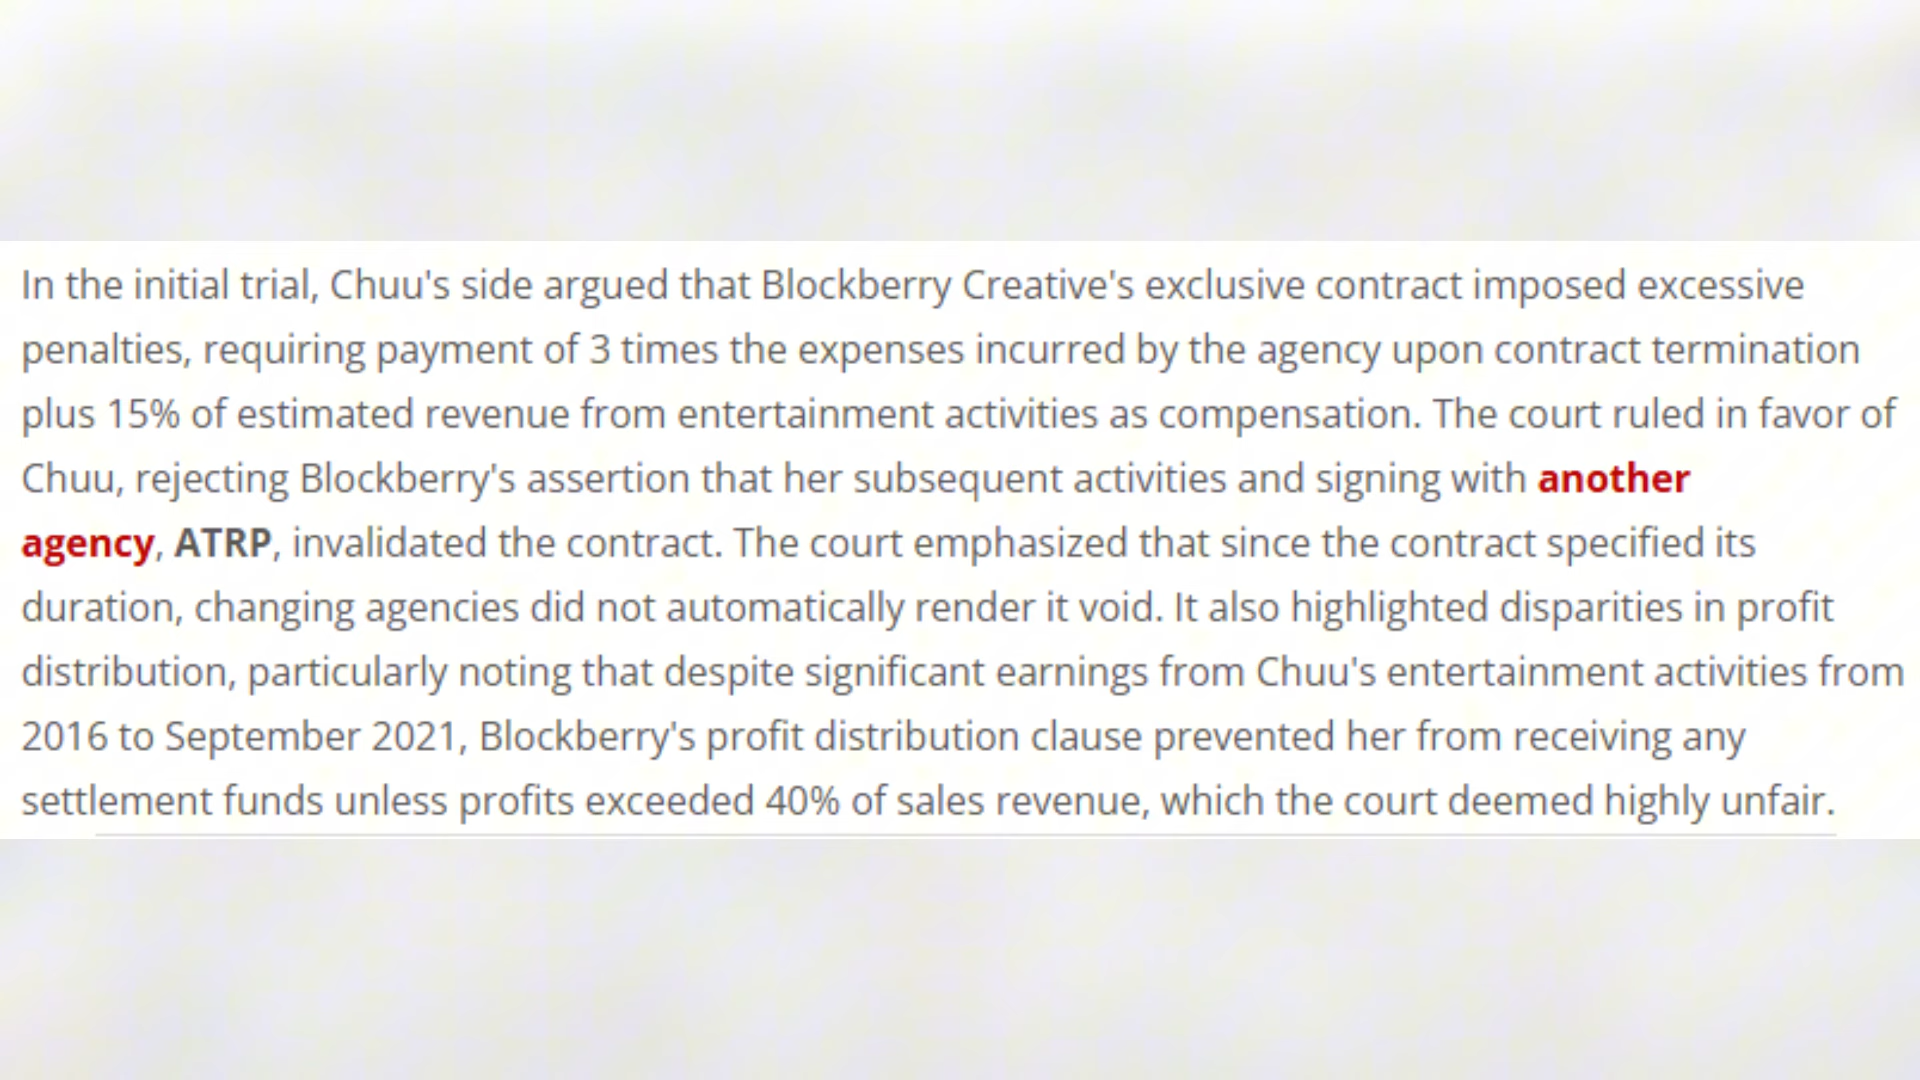 In the initial trial, Chuu's side argued that Blockberry Creative's exclusive contract imposed excessive
penalties, requiring payment of 3 times the expenses incurred by the agency upon contract termination
plus 15% of estimated revenue from entertainment activities as compensation. The court ruled in favor of
Chuu, rejecting Blockberry's assertion that her subsequent activities and signing with another
agency, ATRP, invalidated the contract. The court emphasized that since the contract specified its
duration, changing agencies did not automatically render it void. It also highlighted disparities in profit
distribution, particularly noting that despite significant earnings from Chuu's entertainment activities from
2016 to September 2021, Blockberry's profit distribution clause prevented her from receiving any
settlement funds unless profits exceeded 40% of sales revenue, which the court deemed highly unfair.